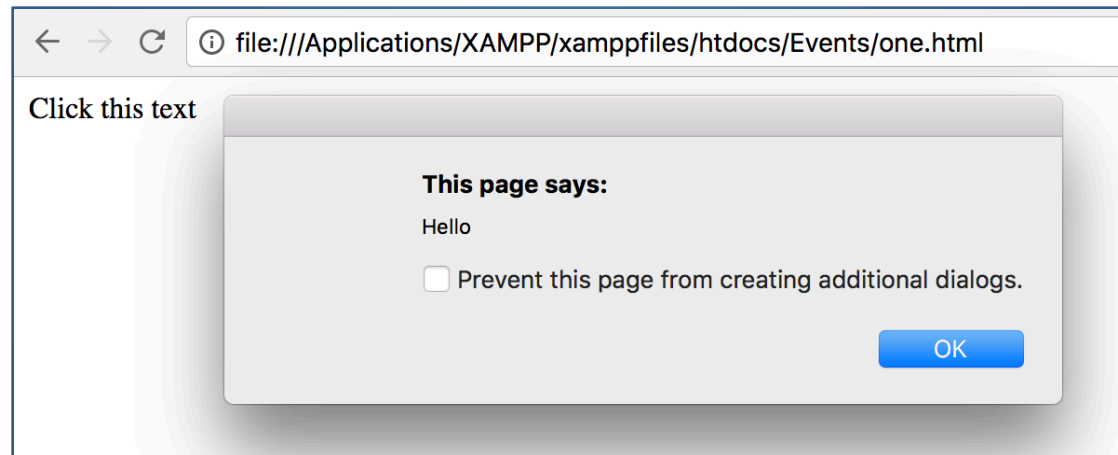 file:///Applications/XAMPP/xamppfiles/htdocs/Events/one.html
Click this text
This page says:
Hello
Prevent this page from creating additional dialogs.
OK